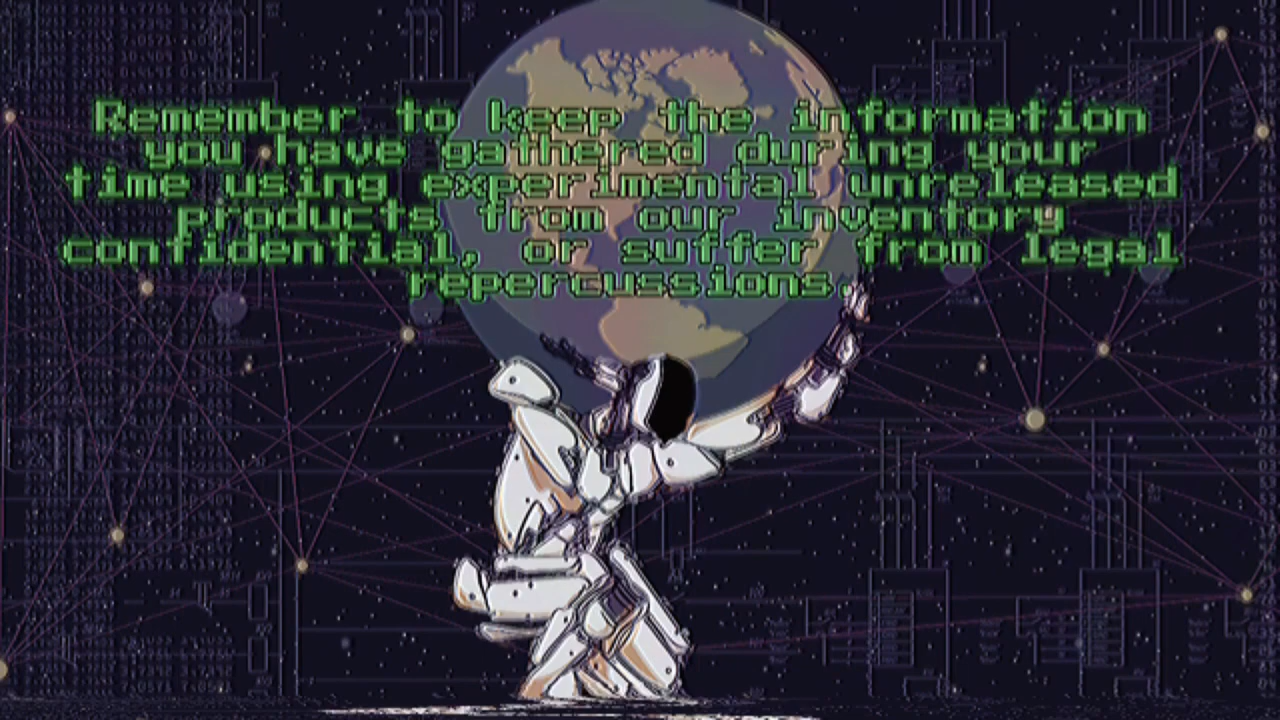 Remember to keep the information
you have gathered during your
time using experimental unreleased
products from our inventory
confidential, or suffer from legal
repercussions.